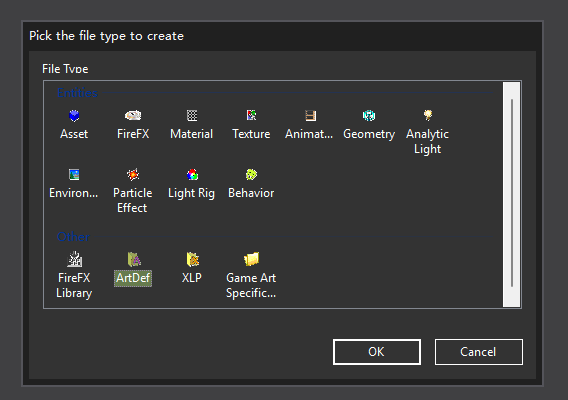 Pick the file type to create
File Type
Entities
Asset
FireFX
Material
Texture
Animat...
Geometry
Analytic
Light
Environ...
Particle
Effect
Light Rig
Behavior
Other
FireFX
Library
ArtDef
XLP
Game Art
Specific...
OK
Cancel